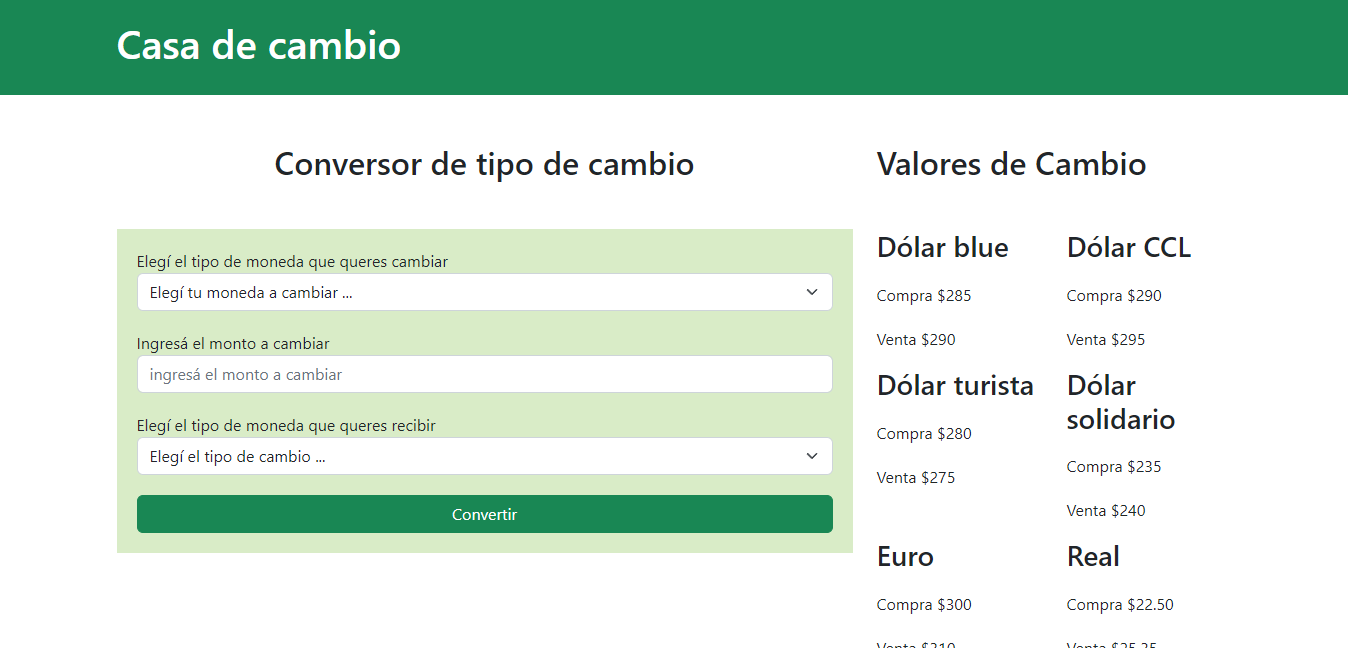 Casa de cambio
Conversor de tipo de cambio
Elegí el tipo de moneda que queres cambiar
Elegí tu moneda a cambiar ...
Ingresá el monto a cambiar
ingresá el monto a cambiar
Elegí el tipo de moneda que queres recibir
Elegí el tipo de cambio ...
Convertir
Valores de Cambio
Dólar blue
Compra $285
Venta $290
Dólar CCL
Compra $290
Venta $295
Dólar turista
Compra $280
Venta $275
Dólar
solidario
Compra $235
Venta $240
Euro
Compra $300
Venta $310
Real
Compra $22.50
Venta